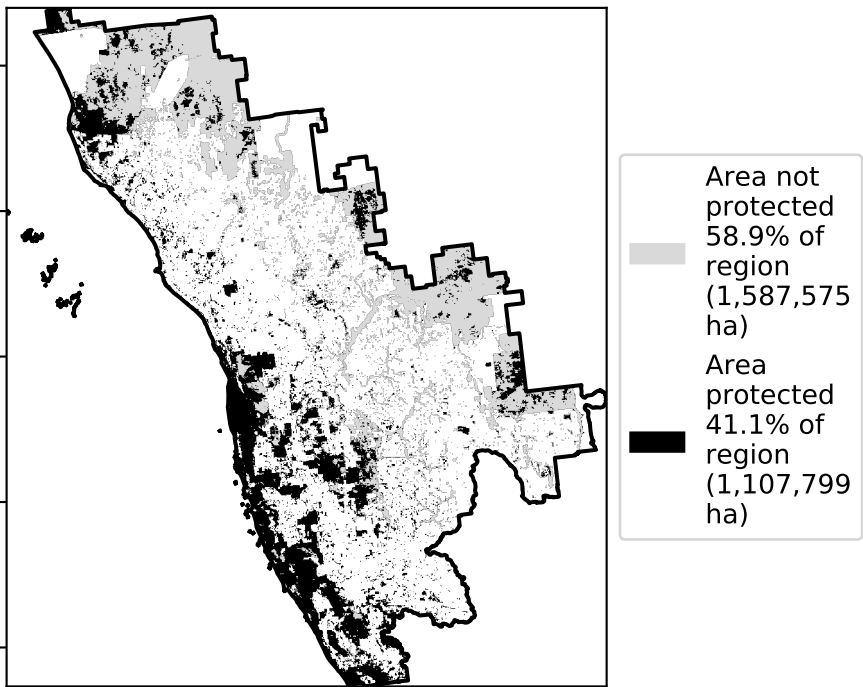 Area not
protected
58.9% of
region
(1,587,575
ha)
Area
protected
41.1% of
region
(1,107,799
ha)